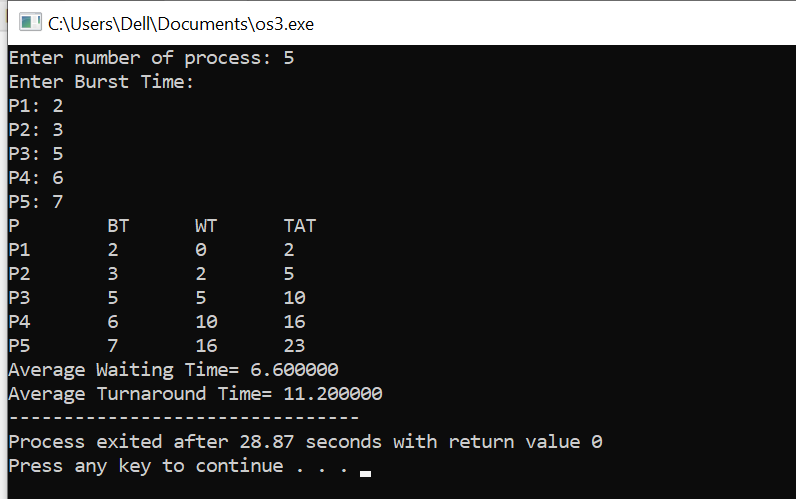 C:\Users\Dell\Documents\os3.exe
Enter number of process: 5
Enter Burst Time:
P1: 2
P2: 3
P3: 5
P4: 6
P5: 7
P BT WT TAT
P1 2 0 2
P2 3 2 5
P3 5 5 10
P4 6 10 16
P5 7 16 23
Average Waiting Time= 6.600000
Average Turnaround Time= 11.200000
--------------------------------
Process exited after 28.87 seconds with return value 0
Press any key to continue . . .